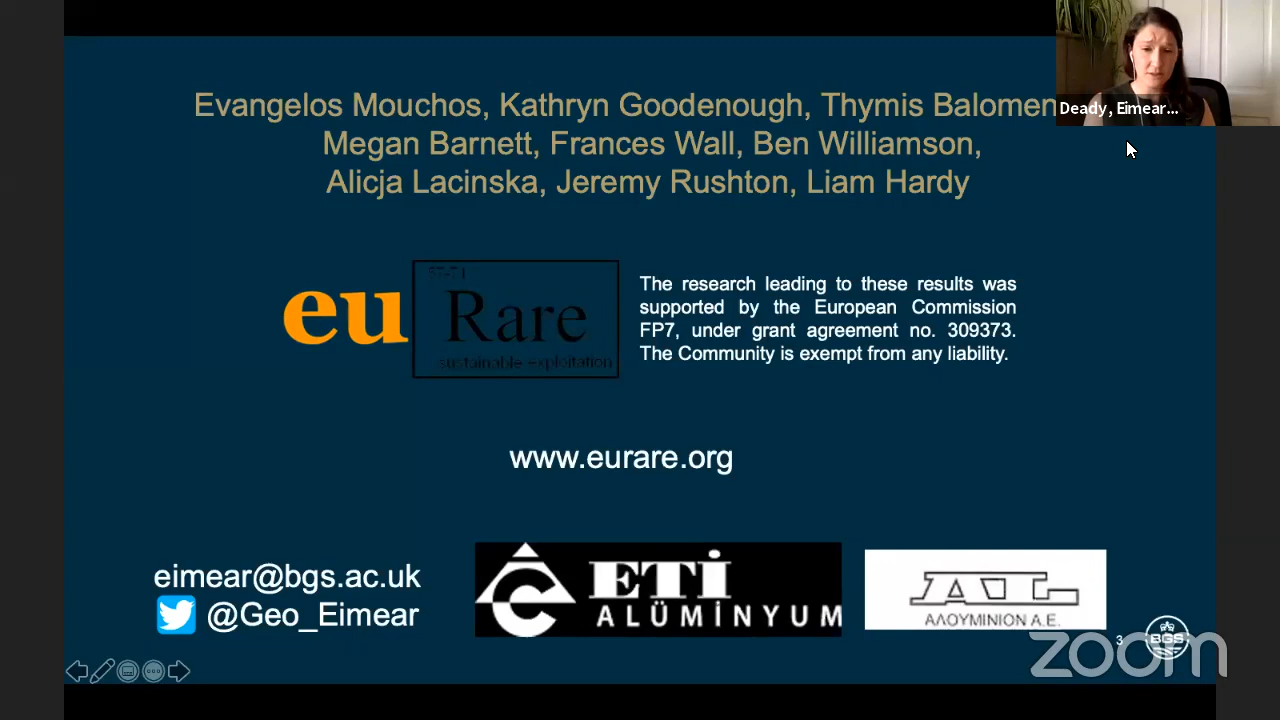 Evangelos Mouchos, Kathryn Goodenough, Thymis Balomen
Megan Barnett, Frances Wall, Ben Williamson,
Alicja Lacinska, Jeremy Rushton, Liam Hardy
Deady, Eimear...
57-71
eu Rare
sustainable exploitation
The research leading to these results was
supported by the European Commission
FP7, under grant agreement no. 309373.
The Community is exempt from any liability.
www.eurare.org
eimear@bgs.ac.uk
@Geo_Eimear
ETİ
ALÜMİNYUM
ΑΛΟΥΜΙΝΙΟΝ Α.Ε.
3
BGS
zoom